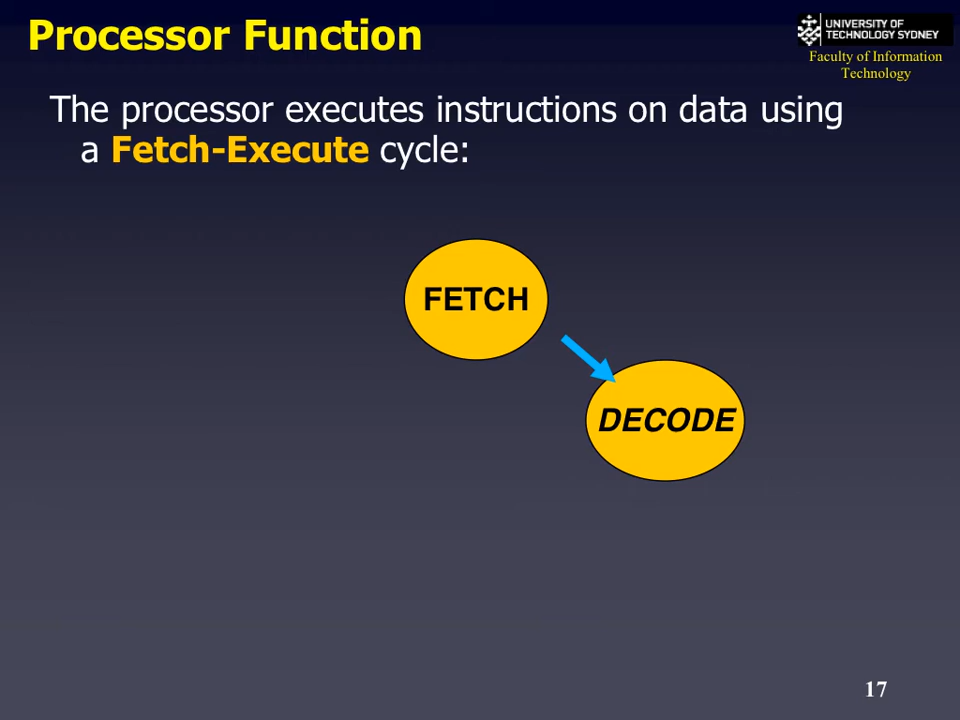 Processor Function
UNIVERSITY OF
TECHNOLOGY SYDNEY
Faculty of Information
Technology
The processor executes instructions on data using
a Fetch-Execute cycle:
FETCH
DECODE
17